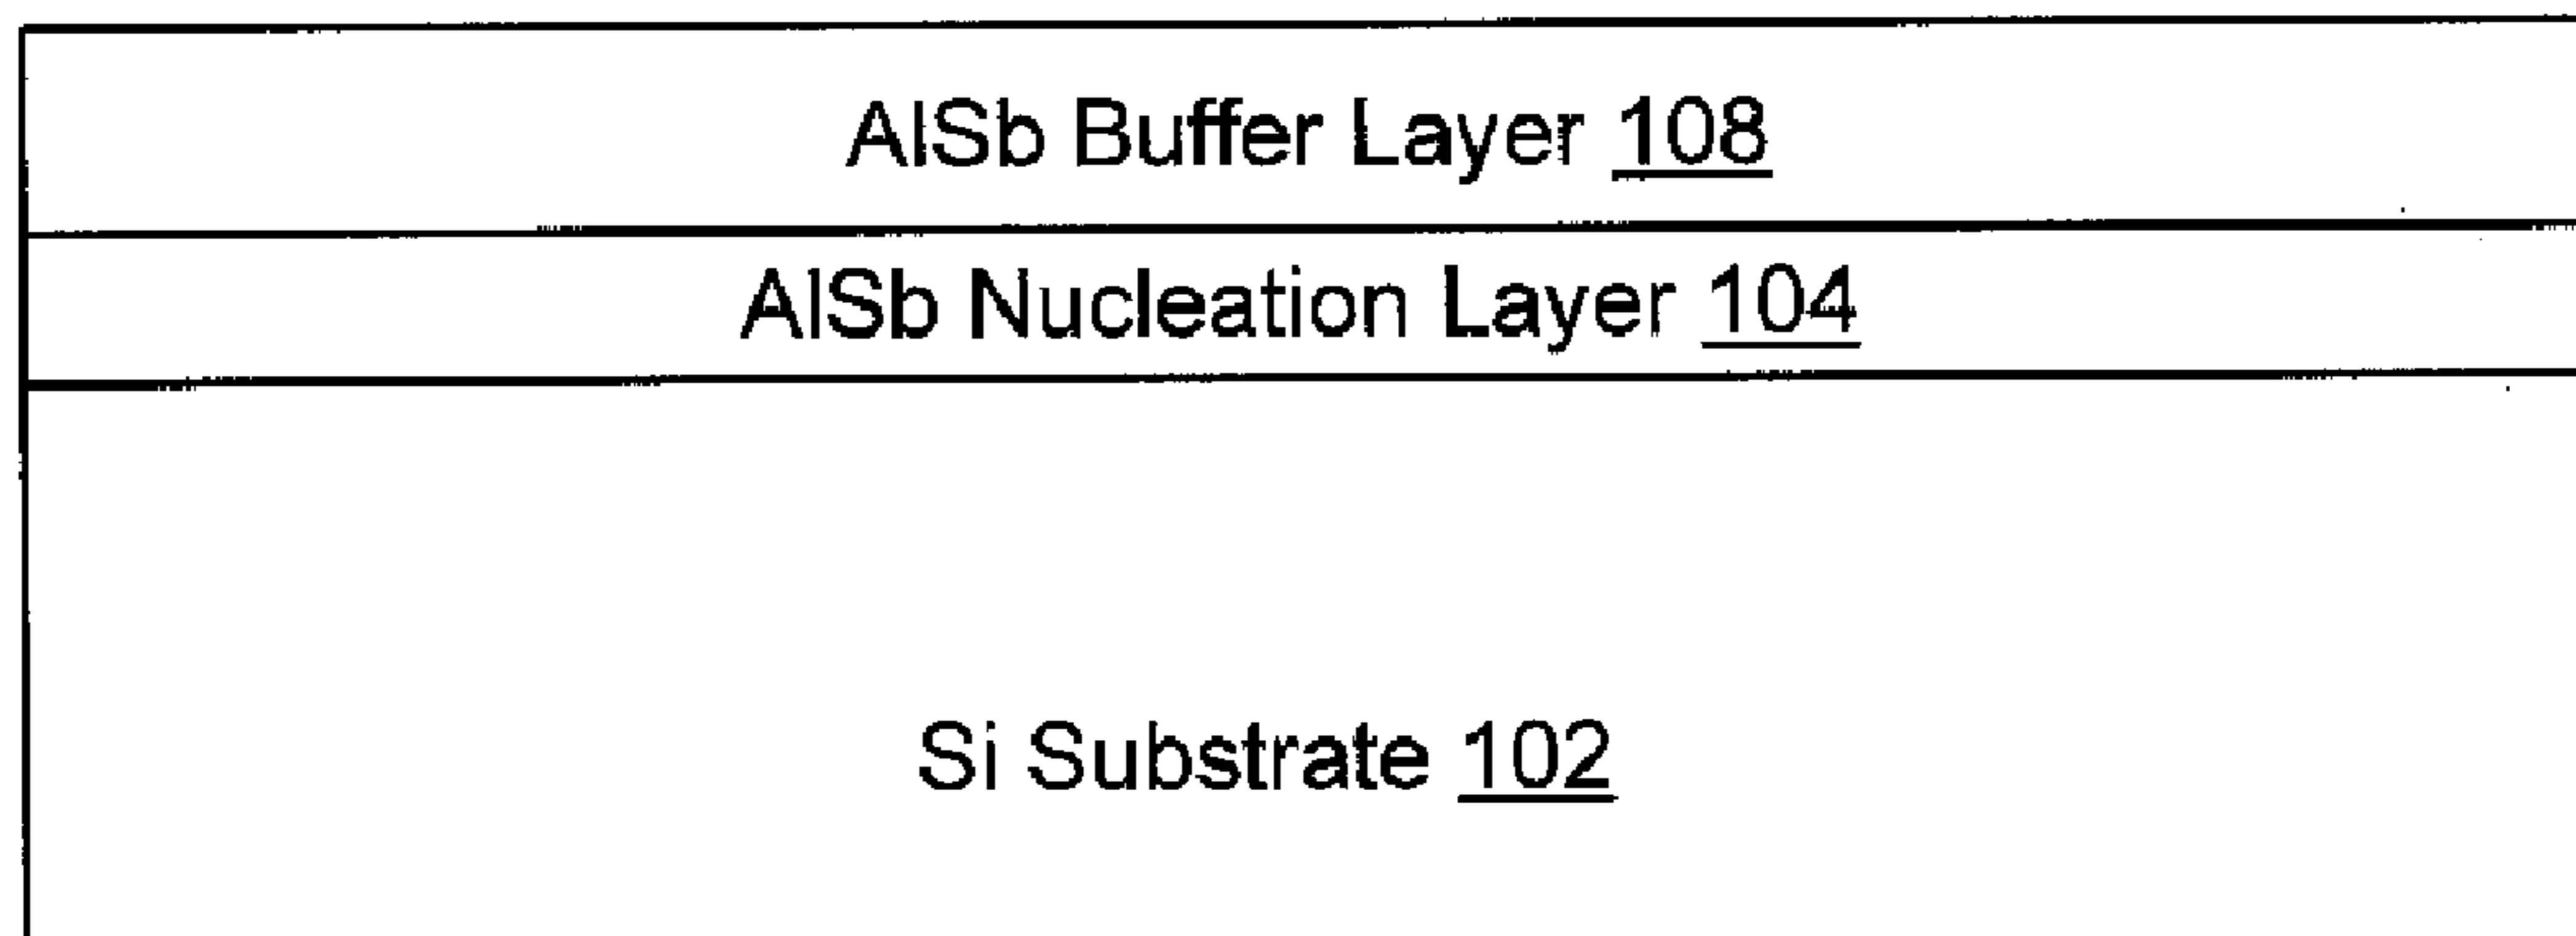 AlSb Buffer Layer 108
AlSb Nucleation Layer 104
Si Substrate 102